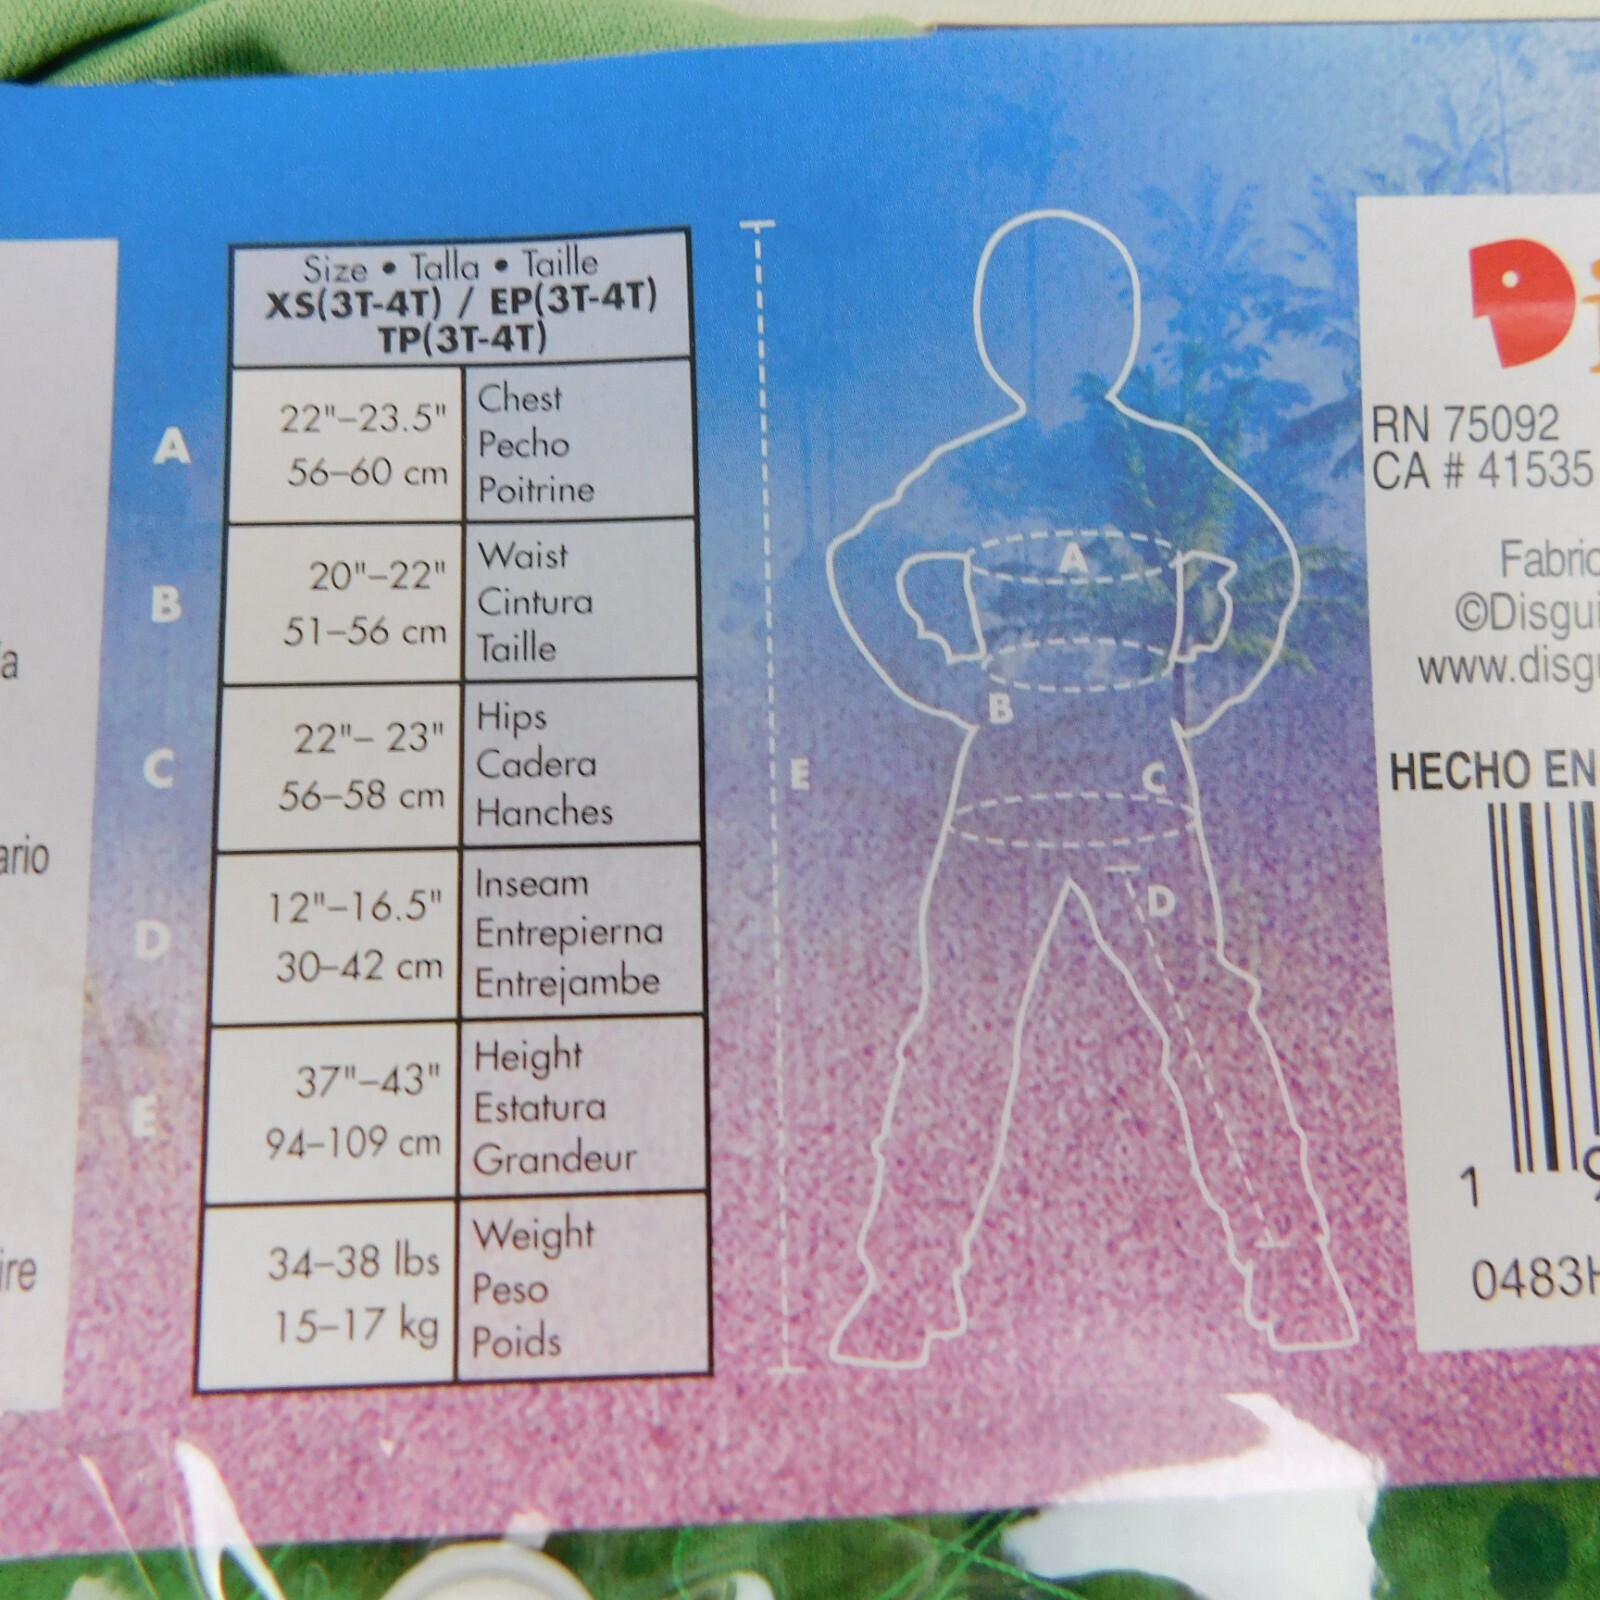 Size • Talla • Taille
XS(3T-4T) / EP(3T-4T)
TP(3T-4T)
A
22"–23.5"
56–60 cm
Chest
Pecho
Poitrine
B
20"–22"
51–56 cm
Waist
Cintura
Taille
C
22"– 23"
56–58 cm
Hips
Cadera
Hanches
D
12"–16.5"
30–42 cm
Inseam
Entrepierna
Entrejambe
E
37"–43"
94–109 cm
Height
Estatura
Grandeur
34–38 lbs
15–17 kg
Weight
Peso
Poids
A
B
E
C
D
RN 75092
CA # 41535
HECHO EN
1